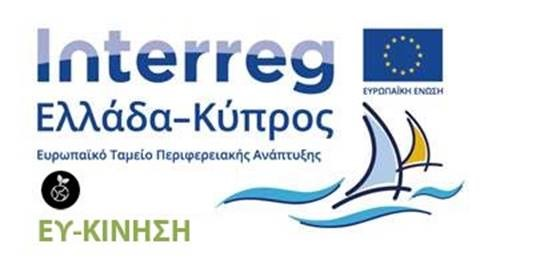 Interreg
ΕΥΡΩΠΑΪΚΗ ΕΝΩΣΗ
Ελλάδα-Κύπρος
Ευρωπαϊκό Ταμείο Περιφερειακής Ανάπτυξης
ΕΥ-ΚΙΝΗΣΗ